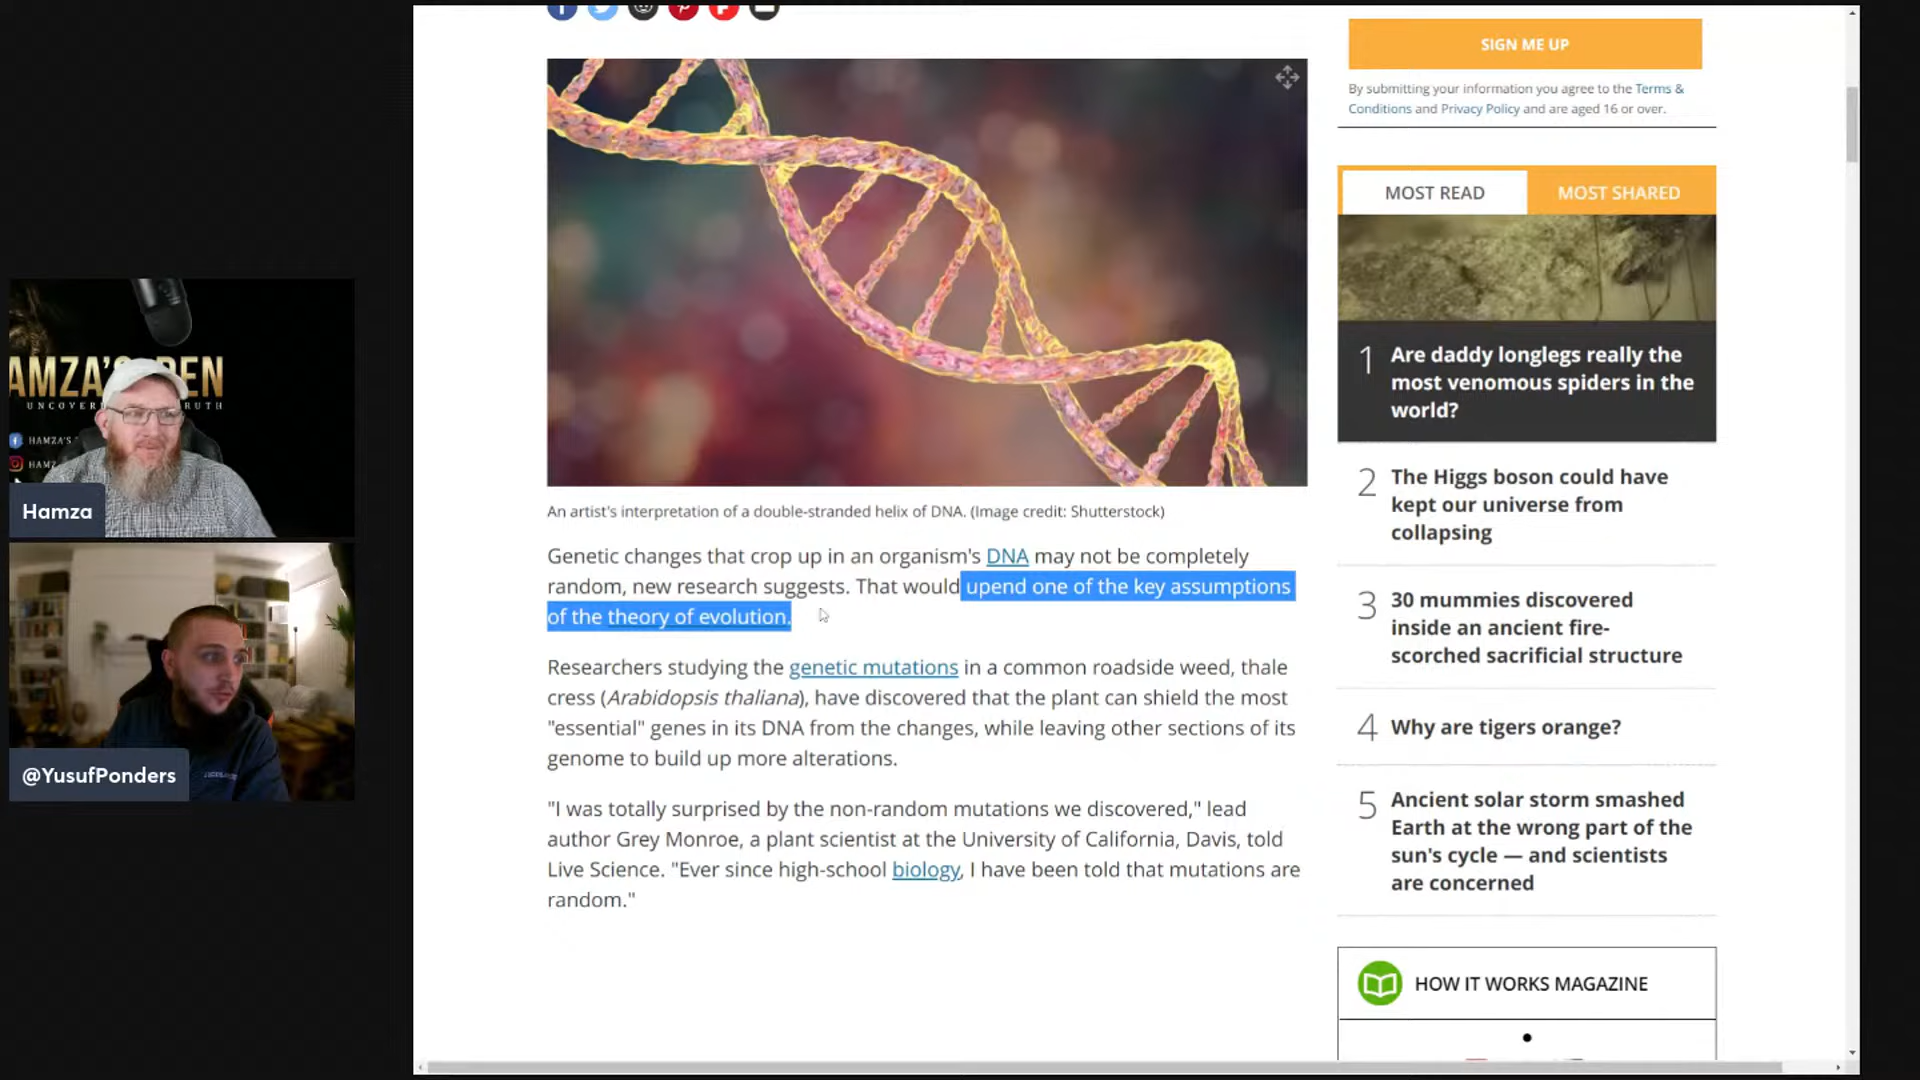 AMZA'S DEN
UNCOVER RUTH
HAMZA'S
HAMZ
Hamza
@YusufPonders
An artist's interpretation of a double-stranded helix of DNA. (Image credit: Shutterstock)
Genetic changes that crop up in an organism's DNA may not be completely
random, new research suggests. That would upend one of the key assumptions
of the theory of evolution.
Researchers studying the genetic mutations in a common roadside weed, thale
cress (Arabidopsis thaliana), have discovered that the plant can shield the most
"essential" genes in its DNA from the changes, while leaving other sections of its
genome to build up more alterations.
"I was totally surprised by the non-random mutations we discovered," lead
author Grey Monroe, a plant scientist at the University of California, Davis, told
Live Science. "Ever since high-school biology, I have been told that mutations are
random."
SIGN ME UP
By submitting your information you agree to the Terms &
Conditions and Privacy Policy and are aged 16 or over.
MOST READ
MOST SHARED
1 Are daddy longlegs really the
most venomous spiders in the
world?
2 The Higgs boson could have
kept our universe from
collapsing
3 30 mummies discovered
inside an ancient fire-
scorched sacrificial structure
4 Why are tigers orange?
5 Ancient solar storm smashed
Earth at the wrong part of the
sun's cycle — and scientists
are concerned
HOW IT WORKS MAGAZINE